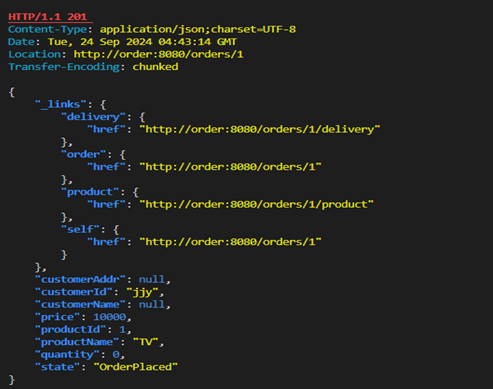 HTTP/1.1 201
Content-Type: application/json;charset=UTF-8
Date: Tue, 24 Sep 2024 04:43:14 GMT
Location: http://order:8080/orders/1
Transfer-Encoding: chunked

{
    "_links": {
        "delivery": {
            "href": "http://order:8080/orders/1/delivery"
        },
        "order": {
            "href": "http://order:8080/orders/1"
        },
        "product": {
            "href": "http://order:8080/orders/1/product"
        },
        "self": {
            "href": "http://order:8080/orders/1"
        }
    },
    "customerAddr": null,
    "customerId": "jjy",
    "customerName": null,
    "price": 10000,
    "productId": 1,
    "productName": "TV",
    "quantity": 0,
    "state": "OrderPlaced"
}